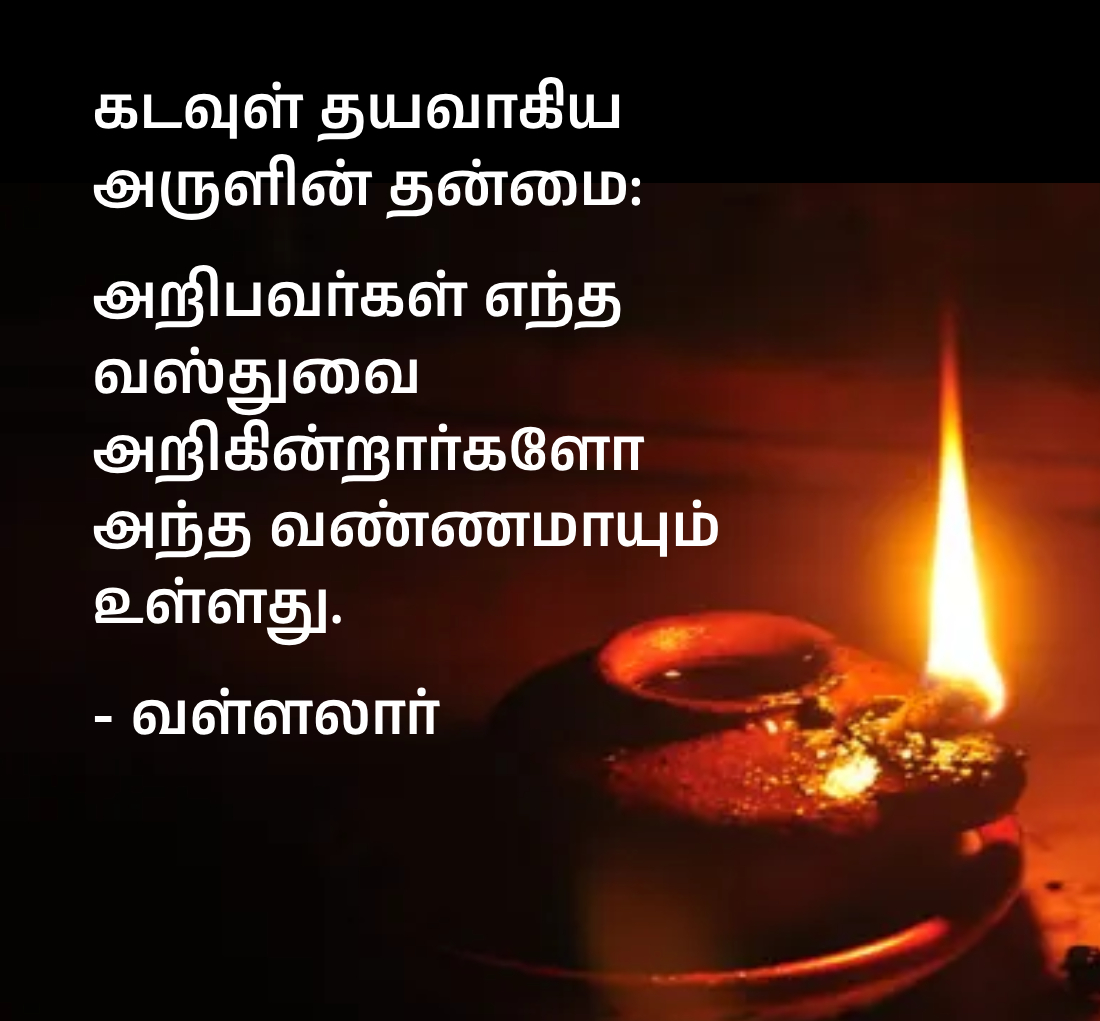 கடவுள் தயவாகிய
அருளின் தன்மை:
அறிபவர்கள் எந்த
வஸ்துவை
அறிகின்றார்களோ
அந்த வண்ணமாயும்
உள்ளது.
- வள்ளலார்